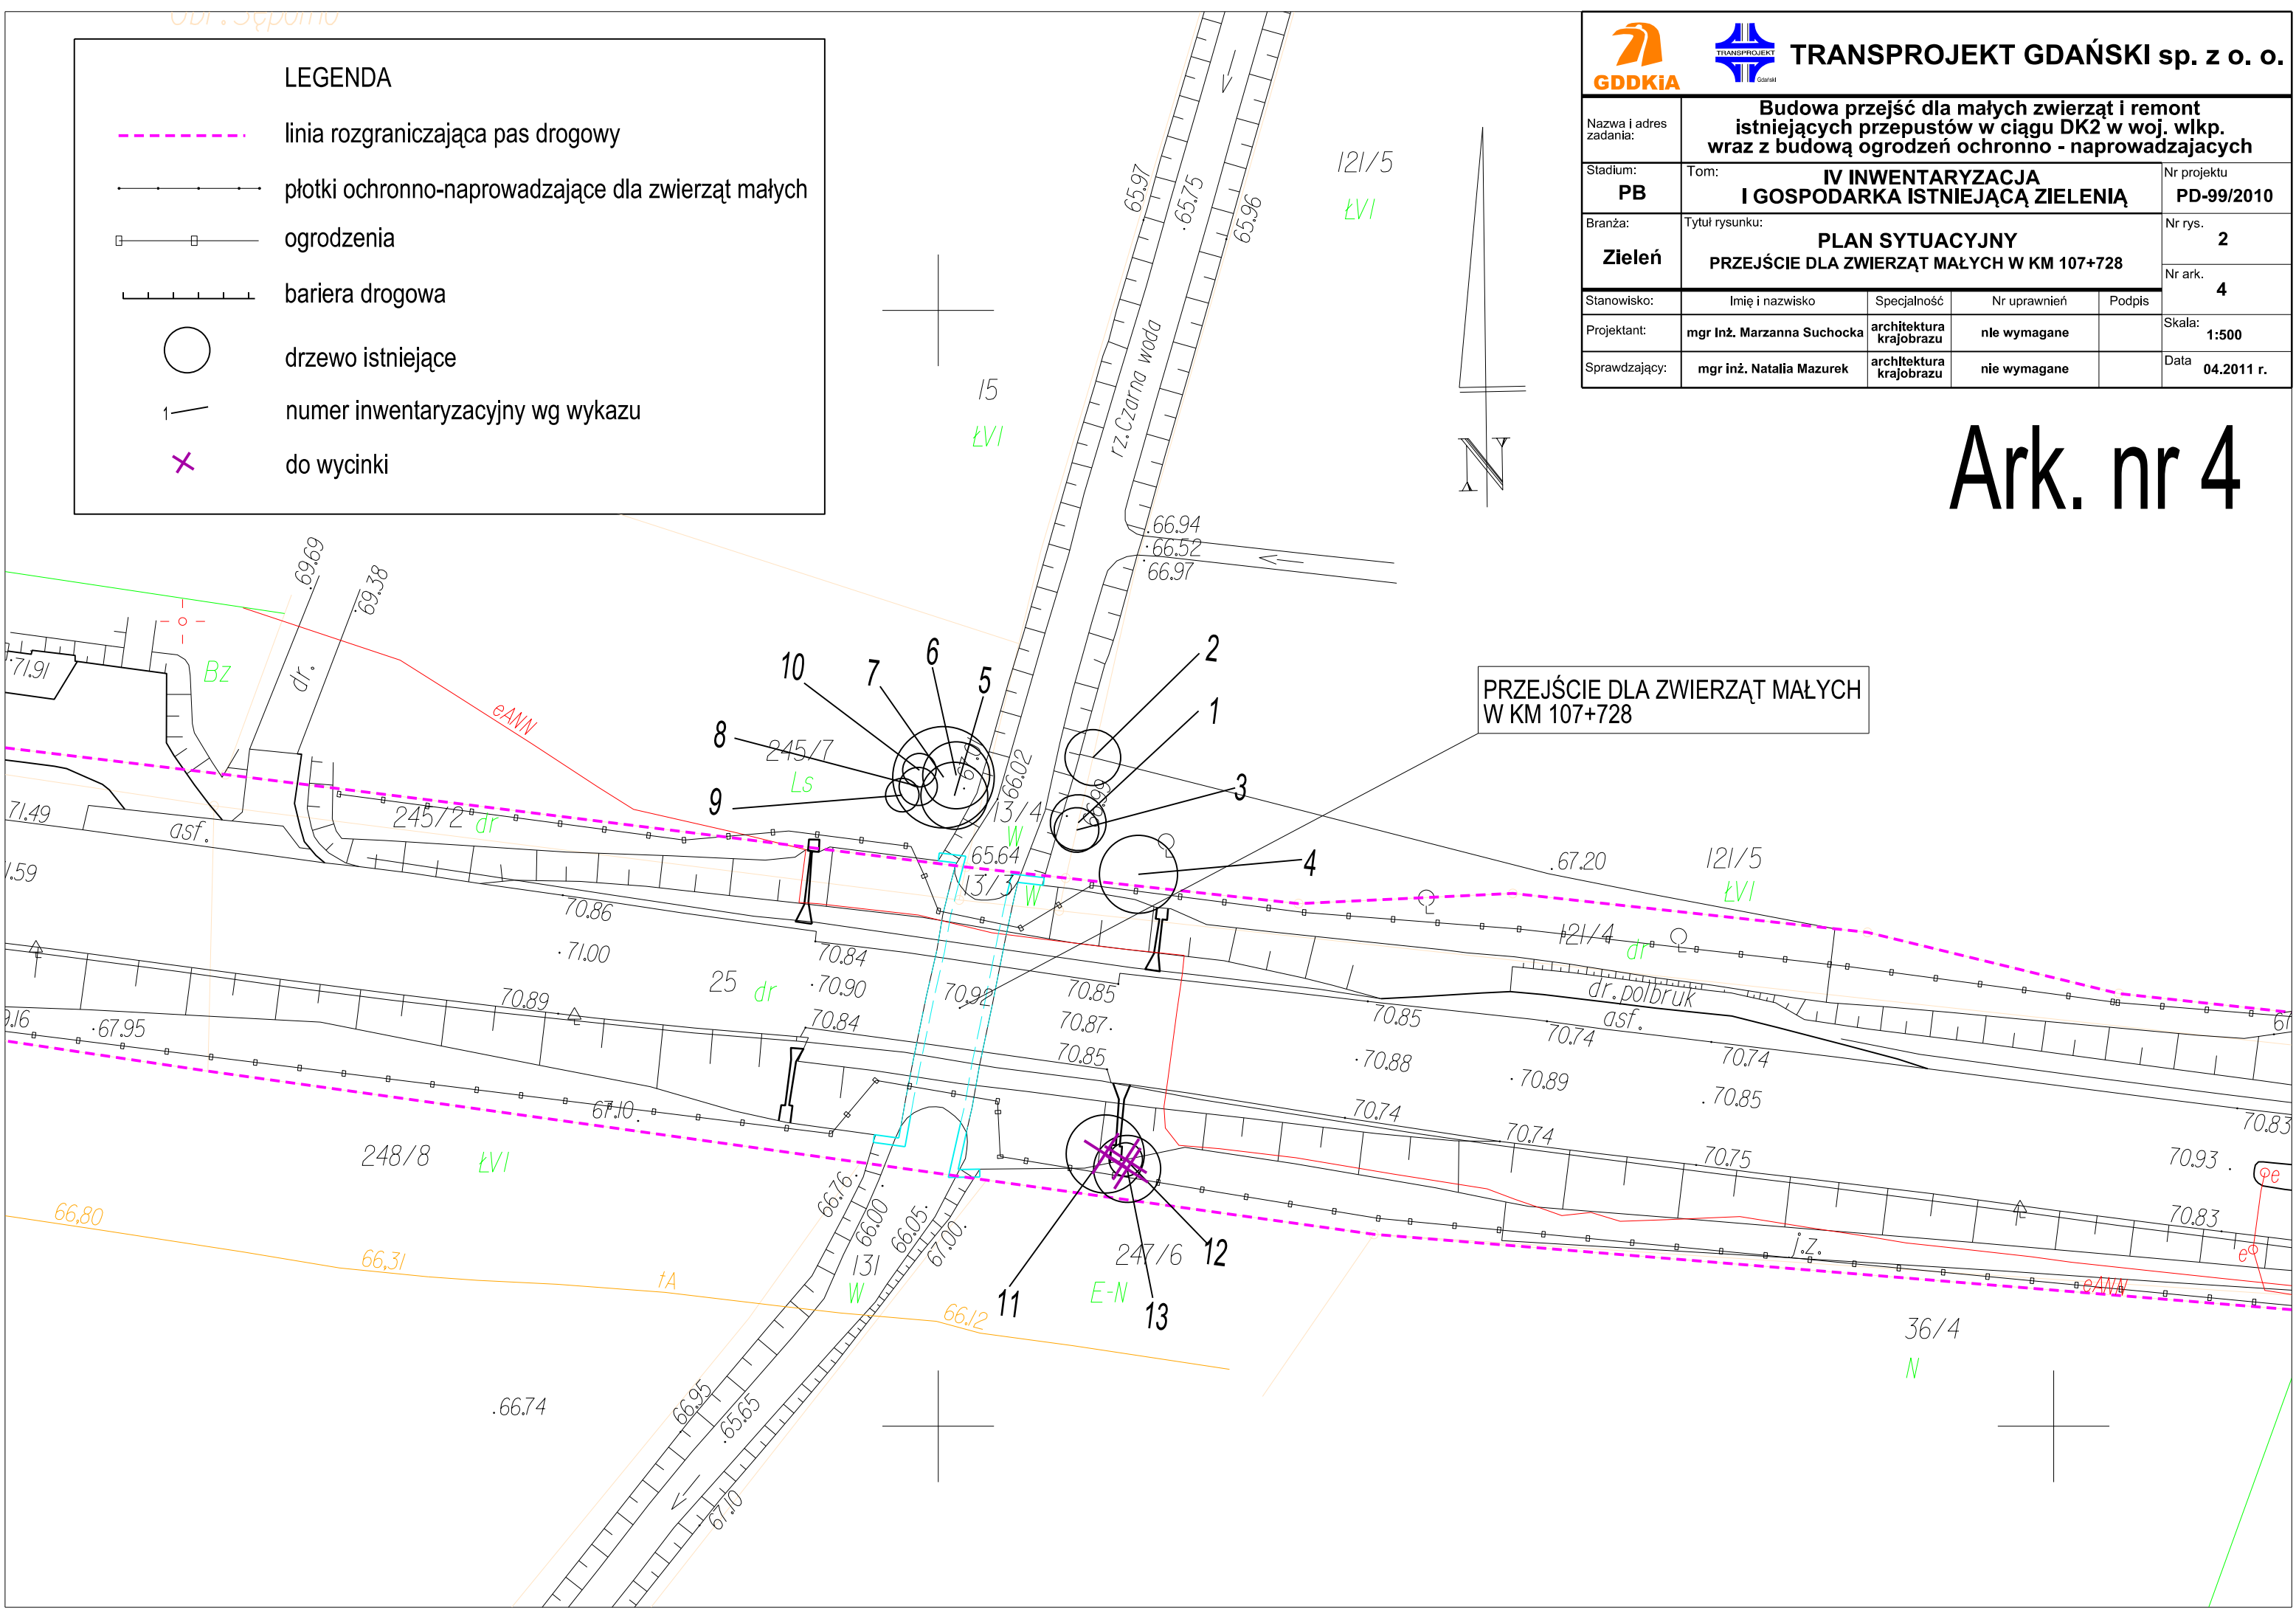 LEGENDA
linia rozgraniczająca pas drogowy
płotki ochronno-naprowadzające dla zwierząt małych
ogrodzenia
bariera drogowa
drzewo istniejące
1
numer inwentaryzacyjny wg wykazu
do wycinki
GDDKiA
TRANSPROJEKT
Gdański
TRANSPROJEKT GDAŃSKI sp. z o. o.
Nazwa i adres
zadania:
Budowa przejść dla małych zwierząt i remont
istniejących przepustów w ciągu DK2 w woj. wlkp.
wraz z budową ogrodzeń ochronno - naprowadzajacych
Stadium:
PB
Tom:
IV INWENTARYZACJA
I GOSPODARKA ISTNIEJĄCĄ ZIELENIĄ
Nr projektu
PD-99/2010
Branża:
Zieleń
Tytuł rysunku:
PLAN SYTUACYJNY
PRZEJŚCIE DLA ZWIERZĄT MAŁYCH W KM 107+728
Nr rys.
2
Nr ark.
4
Stanowisko:
Imię i nazwisko
Specjalność
Nr uprawnień
Podpis
Projektant:
mgr inż. Marzanna Suchocka
architektura
krajobrazu
nie wymagane
Skala:
1:500
Sprawdzający:
mgr inż. Natalia Mazurek
architektura
krajobrazu
nie wymagane
Data
04.2011 r.
Ark. nr 4
N
121/5
ŁVI
65.97
.65.75
65.96
15
ŁVI
rz.Czarna woda
.66.94
.66.52
66.97
.69.69
.69.38
dr.
.71.91
Bz
eANN
10
7
6
5
2
1
8
9
3
4
245/7
Ls
.66.02
13/4
W
65.64
13/3
W
PRZEJŚCIE DLA ZWIERZĄT MAŁYCH
W KM 107+728
71.49
asf.
245/2 dr
.67.20
121/5
ŁVI
121/4
dr
70.86
.71.00
70.84
25 dr
.70.90
70.92
70.85
dr.polbruk
asf.
70.89
70.84
70.87.
70.85
70.85
.70.88
70.74
70.74
.70.89
.70.85
.67.95
67.10.
70.74
70.74
70.75
70.83
70.93 .
e
70.83
e
248/8 ŁVI
66.76.
66.00
66.05.
67.00.
131
W
247/6
E-N
11
12
13
i.z.
eANN
66,80
66,31
tA
66,12
36/4
N
.66.74
66.95
.65.65
67.10